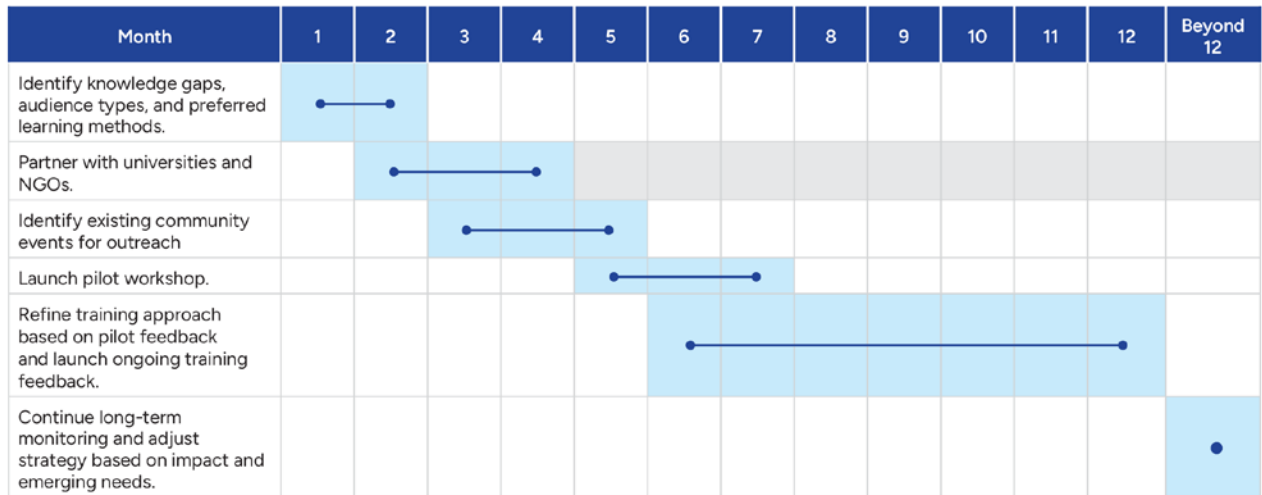 Month 1 2 3 4 5 6 7 8 9 10 11 12 Beyond
12
Identify knowledge gaps,
audience types, and preferred
learning methods.
Partner with universities and
NGOs.
Identify existing community
events for outreach
Launch pilot workshop.
Refine training approach
based on pilot feedback
and launch ongoing training
feedback.
Continue long-term
monitoring and adjust
strategy based on impact and
emerging needs.